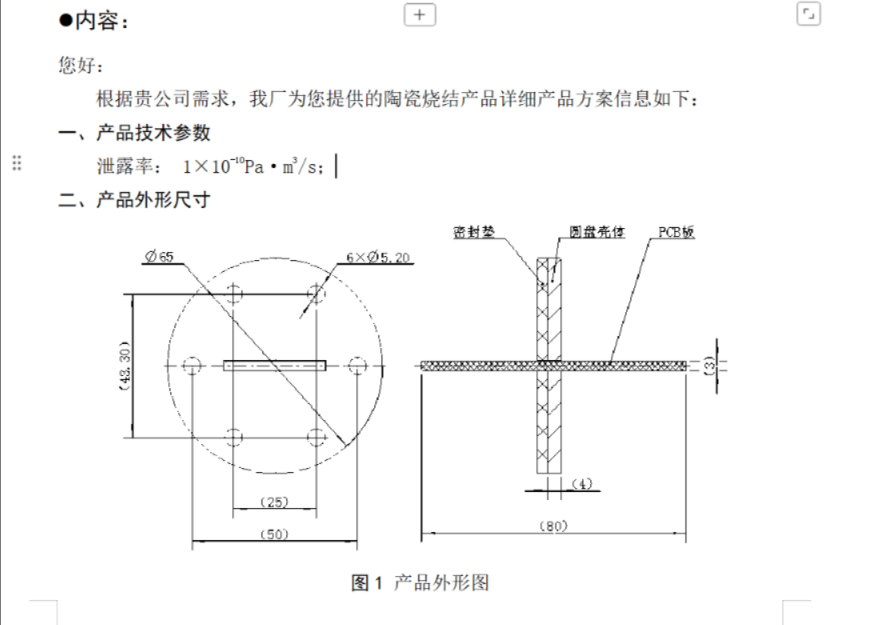 ●内容：
您好：
根据贵公司需求，我厂为您提供的陶瓷烧结产品详细产品方案信息如下：
一、产品技术参数
泄露率： 1×10⁻¹⁰Pa·m³/s；
二、产品外形尺寸
密封垫 圆盘壳体 PCB板
Ø65 6×Ø5.20
(43.30)
(3)
(4)
(25)
(80)
(50)
图 1 产品外形图